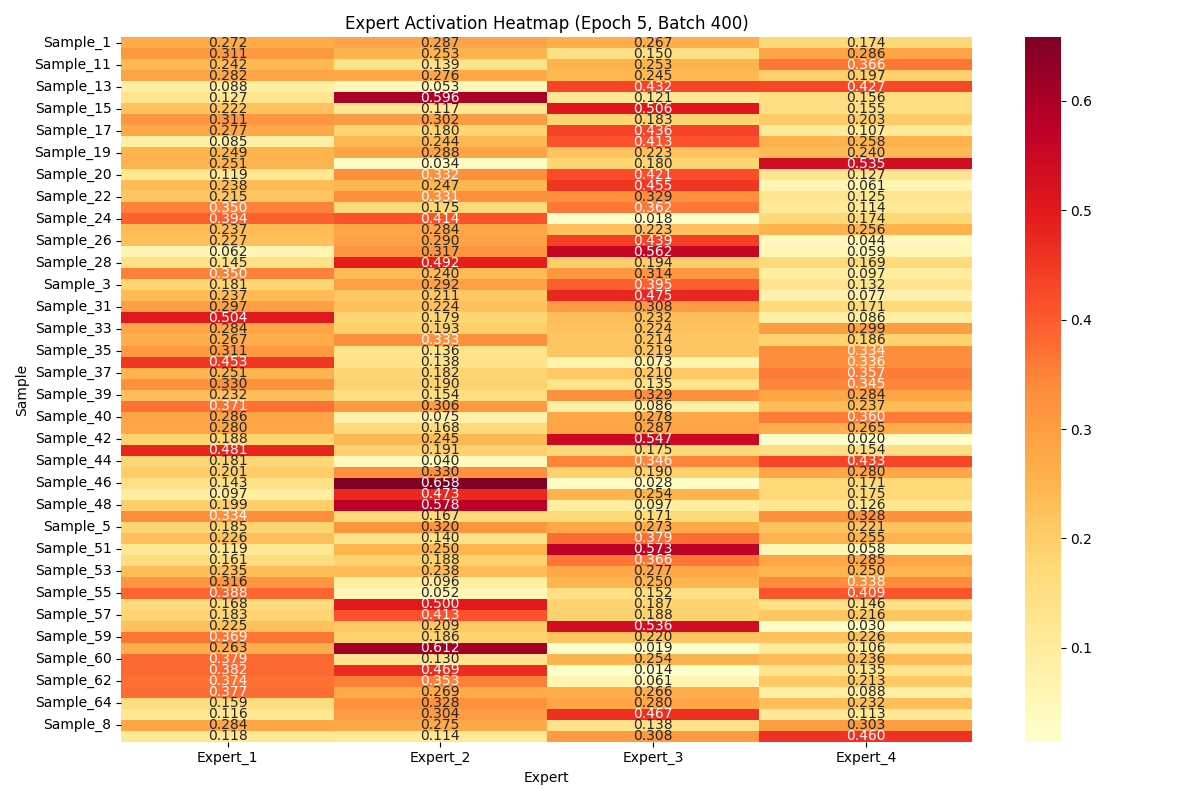 Expert Activation Heatmap (Epoch 5, Batch 400)
Sample_1 0.272 0.287 0.267 0.174
0.311 0.253 0.150 0.286
Sample_11 0.242 0.139 0.253 0.366
0.282 0.276 0.245 0.197
Sample_13 0.088 0.053 0.432 0.427
0.127 0.596 0.121 0.156
Sample_15 0.222 0.117 0.506 0.155
0.311 0.302 0.183 0.203
Sample_17 0.277 0.180 0.436 0.107
0.085 0.244 0.413 0.258
Sample_19 0.249 0.288 0.223 0.240
0.251 0.034 0.180 0.535
Sample_20 0.119 0.332 0.421 0.127
0.238 0.247 0.455 0.061
Sample_22 0.215 0.331 0.329 0.125
0.350 0.175 0.362 0.114
Sample_24 0.394 0.414 0.018 0.174
0.237 0.284 0.223 0.256
Sample_26 0.227 0.290 0.439 0.044
0.062 0.317 0.562 0.059
Sample_28 0.145 0.492 0.194 0.169
0.350 0.240 0.314 0.097
Sample_3 0.181 0.292 0.395 0.132
0.237 0.211 0.475 0.077
Sample_31 0.297 0.224 0.308 0.171
0.504 0.179 0.232 0.086
Sample_33 0.284 0.193 0.224 0.299
0.267 0.333 0.214 0.186
Sample_35 0.311 0.136 0.219 0.334
0.453 0.138 0.073 0.336
Sample_37 0.251 0.182 0.210 0.357
0.330 0.190 0.135 0.345
Sample_39 0.232 0.154 0.329 0.284
0.371 0.306 0.086 0.237
Sample_40 0.286 0.075 0.278 0.360
0.280 0.168 0.287 0.265
Sample_42 0.188 0.245 0.547 0.020
0.481 0.191 0.175 0.154
Sample_44 0.181 0.040 0.346 0.433
0.201 0.330 0.190 0.280
Sample_46 0.143 0.658 0.028 0.171
0.097 0.473 0.254 0.175
Sample_48 0.199 0.578 0.097 0.126
0.334 0.167 0.171 0.328
Sample_5 0.185 0.320 0.273 0.221
0.226 0.140 0.379 0.255
Sample_51 0.119 0.250 0.573 0.058
0.161 0.188 0.366 0.285
Sample_53 0.235 0.238 0.277 0.250
0.316 0.096 0.250 0.338
Sample_55 0.388 0.052 0.152 0.409
0.168 0.500 0.187 0.146
Sample_57 0.183 0.413 0.188 0.216
0.225 0.209 0.536 0.030
Sample_59 0.369 0.186 0.220 0.226
0.263 0.612 0.019 0.106
Sample_60 0.379 0.130 0.254 0.236
0.382 0.469 0.014 0.135
Sample_62 0.374 0.353 0.061 0.213
0.377 0.269 0.266 0.088
Sample_64 0.159 0.328 0.280 0.232
0.116 0.304 0.467 0.113
Sample_8 0.284 0.275 0.138 0.303
0.118 0.114 0.308 0.460
Expert_1 Expert_2 Expert_3 Expert_4
Expert
Sample
0.6
0.5
0.4
0.3
0.2
0.1